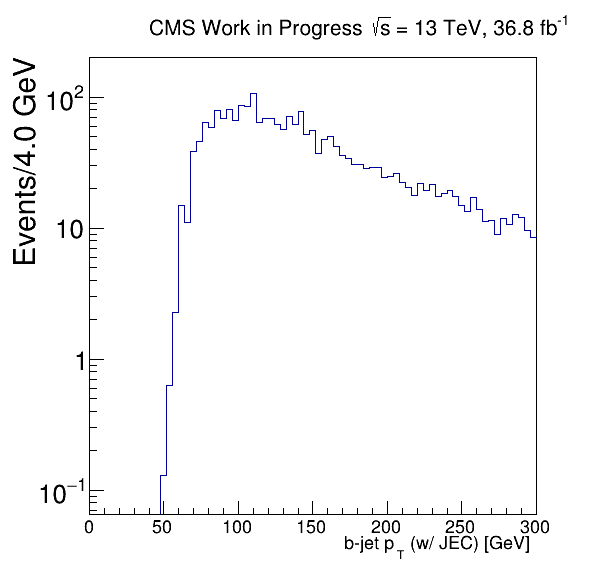 CMS Work in Progress √s = 13 TeV, 36.8 fb⁻¹
Events/4.0 GeV
10²
10
1
10⁻¹
0 50 100 150 200 250 300
b-jet p_T (w/ JEC) [GeV]